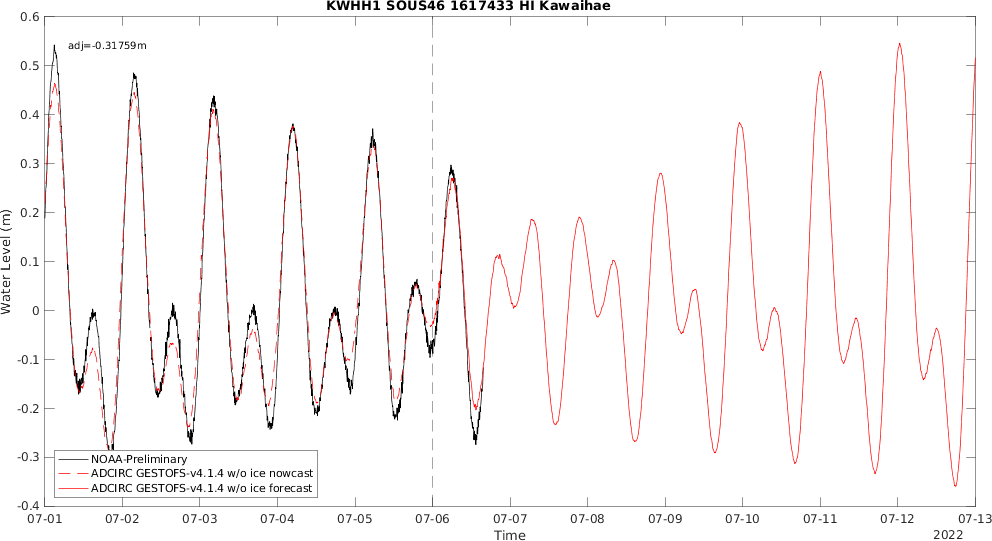 KWHH1 SOUS46 1617433 HI Kawaihae
adj=-0.31759m
0.6
0.5
0.4
0.3
0.2
0.1
0
-0.1
-0.2
-0.3
-0.4
Water Level (m)
NOAA-Preliminary
ADCIRC GESTOFS-v4.1.4 w/o ice nowcast
ADCIRC GESTOFS-v4.1.4 w/o ice forecast
07-01 07-02 07-03 07-04 07-05 07-06 07-07 07-08 07-09 07-10 07-11 07-12 07-13
Time
2022